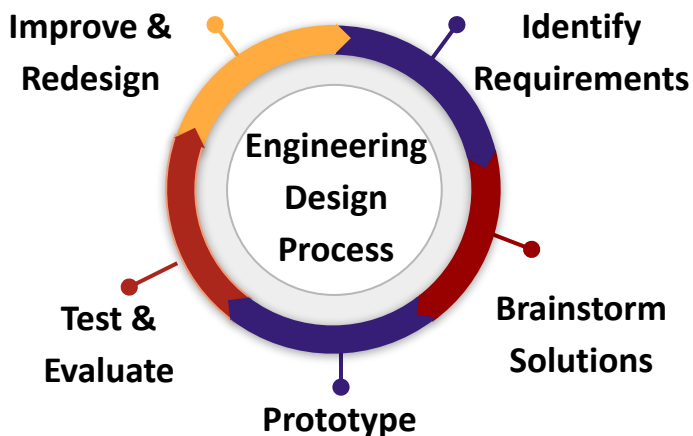 Engineering
Design
Process
Identify
Requirements
Brainstorm
Solutions
Prototype
Test &
Evaluate
Improve &
Redesign